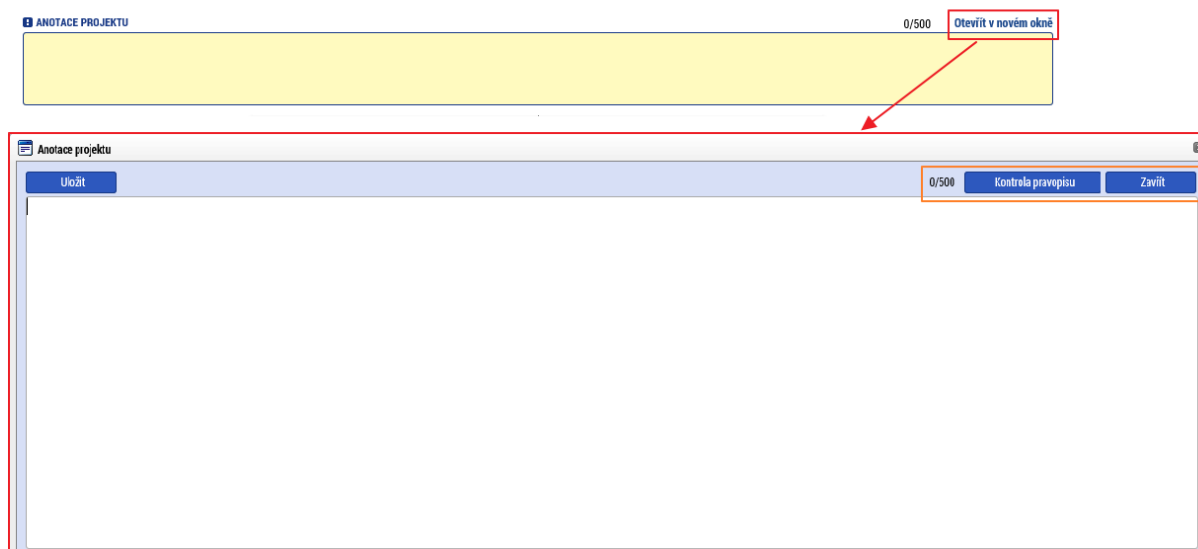 ANOTACE PROJEKTU 0/500 Otevřít v novém okně
Anotace projektu
Uložit 0/500 Kontrola pravopisu Zavřít